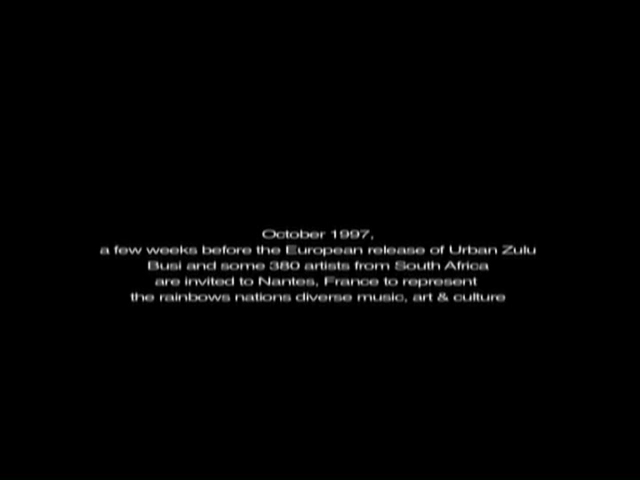 October 1997,
a few weeks before the European release of Urban Zulu
Busi and some 380 artists from South Africa
are invited to Nantes, France to represent
the rainbows nations diverse music, art & culture